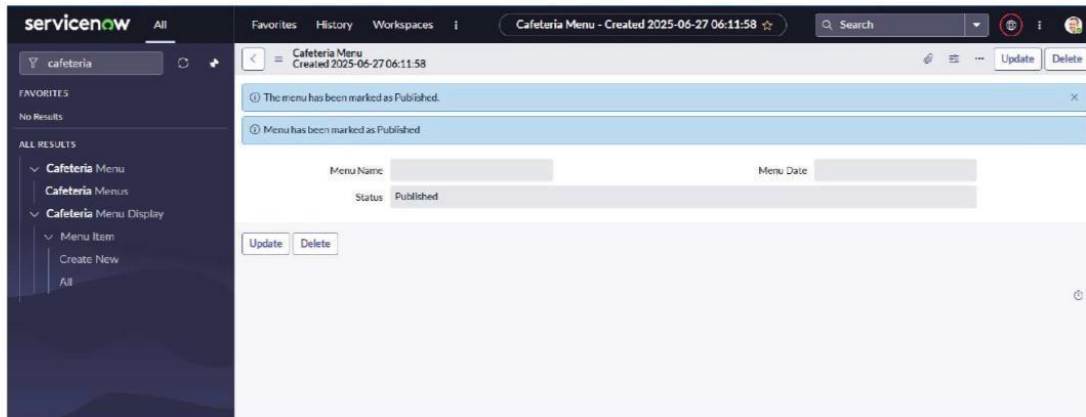 servicenow All Favorites History Workspaces Cafeteria Menu - Created 2025-06-27 06:11:58 Search
cafeteria
FAVORITES
No Results
ALL RESULTS
Cafeteria Menu
Cafeteria Menus
Cafeteria Menu Display
Menu Item
Create New
All
Cafeteria Menu
Created 2025-06-27 06:11:58
Update Delete
The menu has been marked as Published.
Menu has been marked as Published
Menu Name Menu Date
Status Published
Update Delete